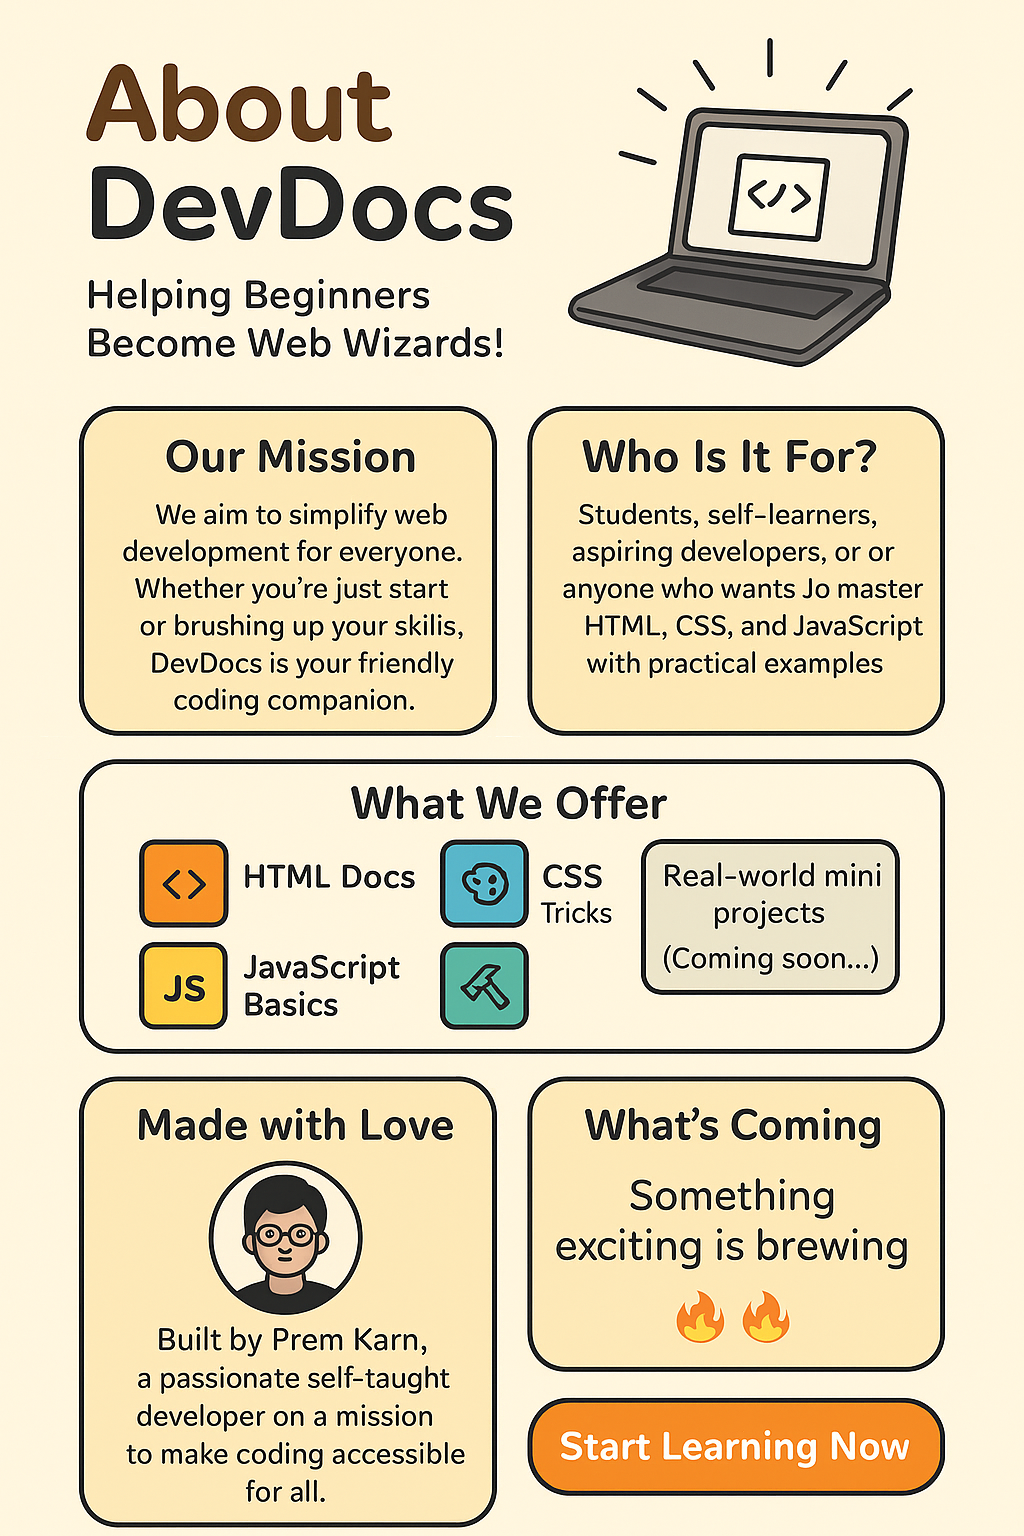 About
DevDocs
Helping Beginners
Become Web Wizards!
</>
Our Mission
We aim to simplify web
development for everyone.
Whether you're just start
or brushing up your skilis,
DevDocs is your friendly
coding companion.
Who Is It For?
Students, self-learners,
aspiring developers, or or
anyone who wants Jo master
HTML, CSS, and JavaScript
with practical examples
What We Offer
<>
HTML Docs
CSS
Tricks
JS
JavaScript
Basics
Real-world mini
projects
(Coming soon...)
Made with Love
Built by Prem Karn,
a passionate self-taught
developer on a mission
to make coding accessible
for all.
What's Coming
Something
exciting is brewing
🔥 🔥
Start Learning Now